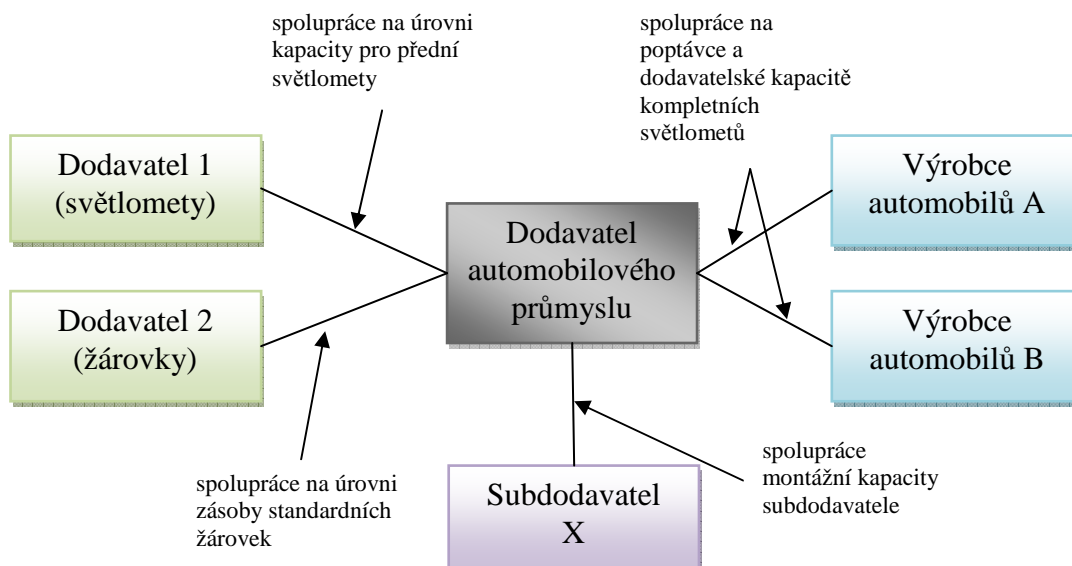 spolupráce na úrovni
kapacity pro přední
světlomety
spolupráce na
poptávce a
dodavatelské kapacitě
kompletních
světlometů
Dodavatel 1
(světlomety)
Dodavatel
automobilového
průmyslu
Výrobce
automobilů A
Dodavatel 2
(žárovky)
Výrobce
automobilů B
spolupráce na úrovni
zásoby standardních
žárovek
Subdodavatel
X
spolupráce
montážní kapacity
subdodavatele